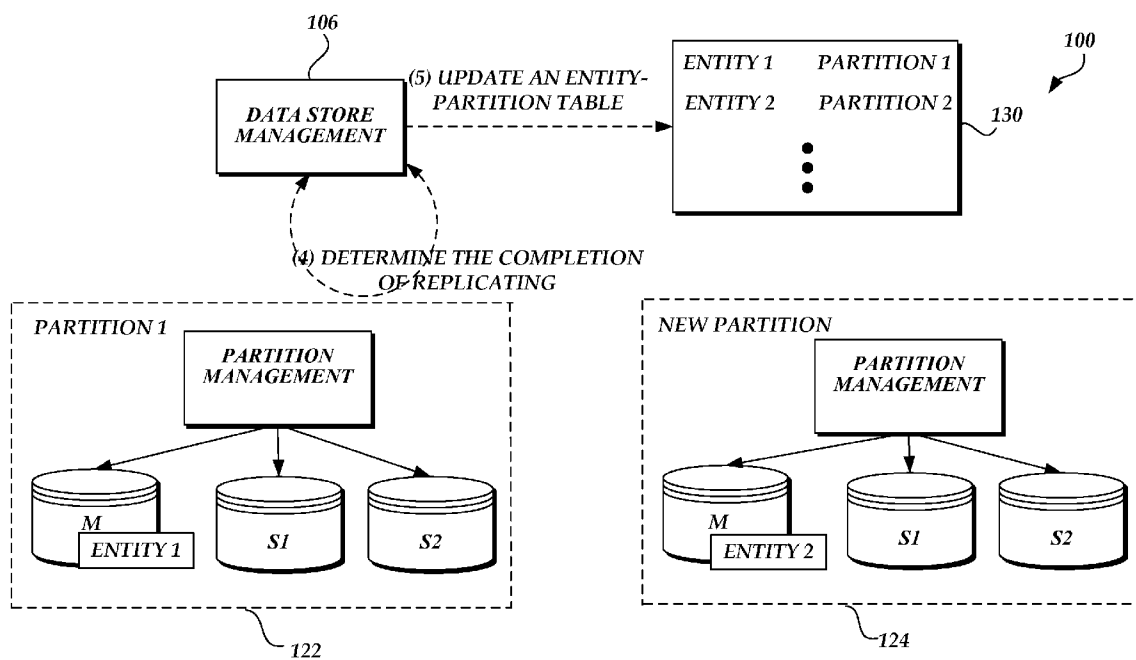 106
100
DATA STORE
MANAGEMENT
(5) UPDATE AN ENTITY-
PARTITION TABLE
ENTITY 1 PARTITION 1
ENTITY 2 PARTITION 2
130
(4) DETERMINE THE COMPLETION
OF REPLICATING
PARTITION 1
PARTITION
MANAGEMENT
M
ENTITY 1
S1
S2
122
NEW PARTITION
PARTITION
MANAGEMENT
M
ENTITY 2
S1
S2
124